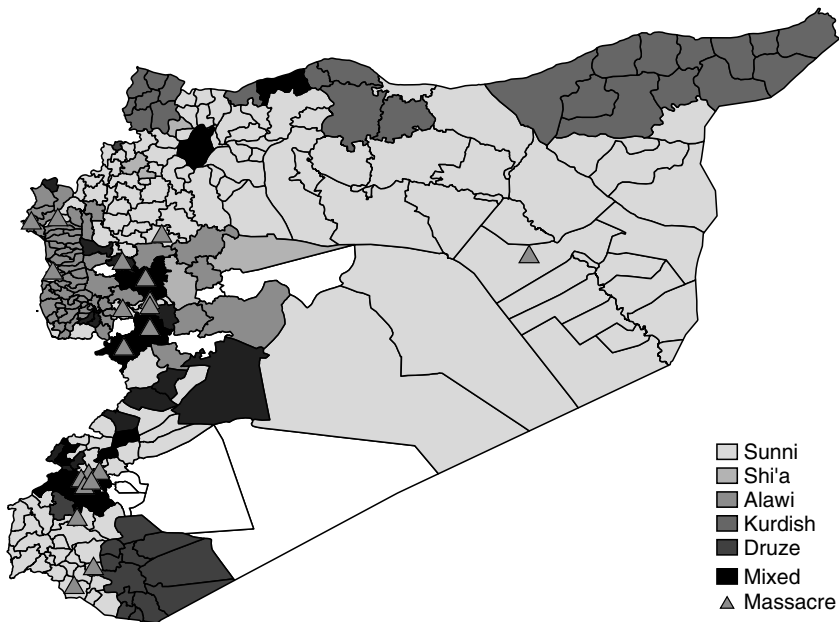 Sunni
Shi'a
Alawi
Kurdish
Druze
Mixed
Massacre